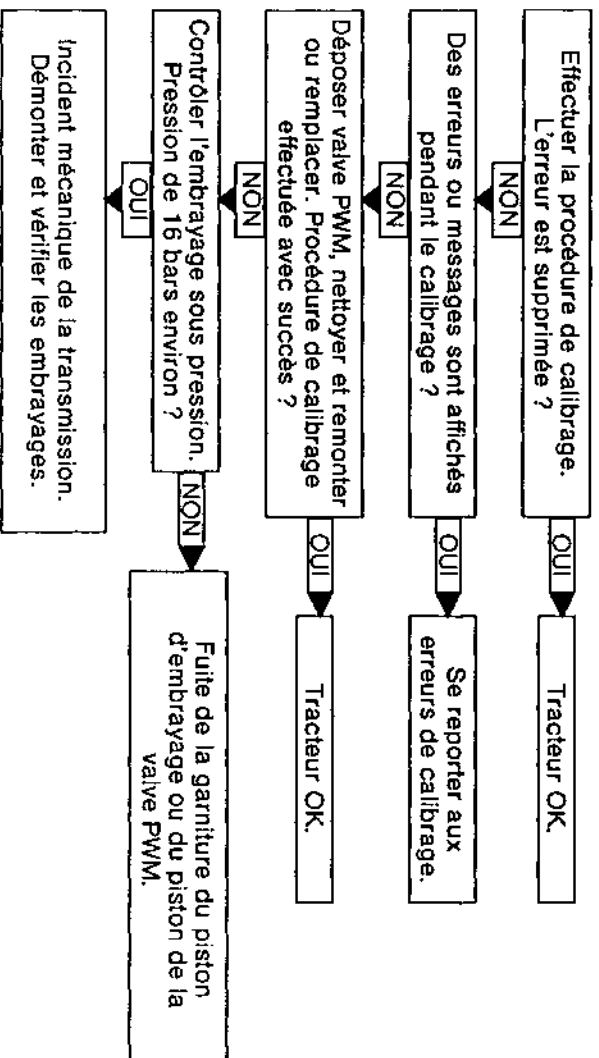 Effectuer la procédure de calibrage.
L'erreur est supprimée ?
OUI
Tracteur OK.
NON
Des erreurs ou messages sont affichés
pendant le calibrage ?
OUI
Se reporter aux
erreurs de calibrage.
NON
Déposer valve PWM, nettoyer et remonter
ou remplacer. Procédure de calibrage
effectuée avec succès ?
OUI
Tracteur OK.
NON
Contrôler l'embrayage sous pression.
Pression de 16 bars environ ?
NON
Fuite de la garniture du piston
d'embrayage ou du piston de la
valve PWM.
OUI
Incident mécanique de la transmission.
Démonter et vérifier les embrayages.